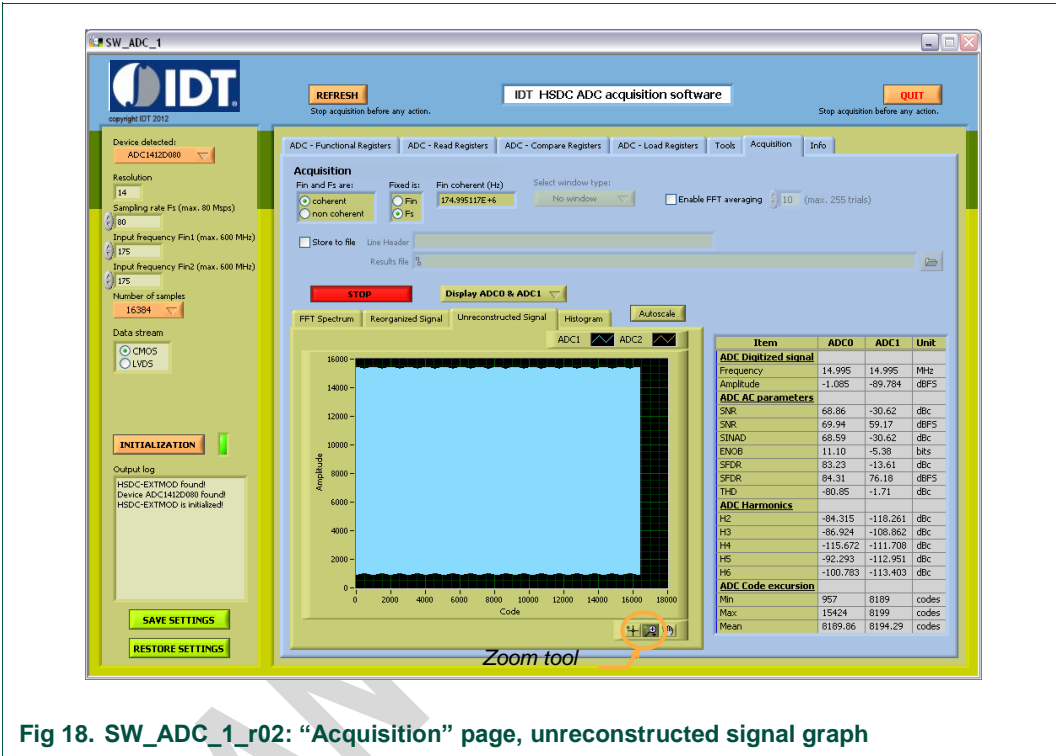 SW_ADC_1
IDT
copyright IDT 2012
REFRESH
Stop acquisition before any action.
IDT HSDC ADC acquisition software
QUIT
Stop acquisition before any action.
Device detected:
ADC1412D080
Resolution
14
Sampling rate Fs (max. 80 Msps)
80
Input frequency Fin1 (max. 600 MHz)
175
Input frequency Fin2 (max. 600 MHz)
175
Number of samples
16384
Data stream
CMOS
LVDS
INITIALIZATION
Output log
HSDC-EXTMOD found!
Device ADC1412D080 found!
HSDC-EXTMOD is initialized!
SAVE SETTINGS
RESTORE SETTINGS
ADC - Functional Registers ADC - Read Registers ADC - Compare Registers ADC - Load Registers Tools Acquisition Info
Acquisition
Fin and Fs are: Fixed is: Fin coherent (Hz) Select window type:
coherent Fin 174.995117E+6 No window Enable FFT averaging 10 (max. 255 trials)
non coherent Fs
Store to file Line Header
Results file
STOP Display ADC0 & ADC1
FFT Spectrum Reorganized Signal Unreconstructed Signal Histogram Autoscale
ADC1 ADC2
16000
14000
12000
10000
8000
6000
4000
2000
0
Amplitude
0 2000 4000 6000 8000 10000 12000 14000 16000 18000
Code
Zoom tool
Item ADC0 ADC1 Unit
ADC Digitized signal
Frequency 14.995 14.995 MHz
Amplitude -1.085 -89.784 dBFS
ADC AC parameters
SNR 68.86 -30.62 dBc
SNR 69.94 59.17 dBFS
SINAD 68.59 -30.62 dBc
ENOB 11.10 -5.38 bits
SFDR 83.23 -13.61 dBc
SFDR 84.31 76.18 dBFS
THD -80.85 -1.71 dBc
ADC Harmonics
H2 -84.315 -118.261 dBc
H3 -86.924 -108.862 dBc
H4 -115.672 -111.708 dBc
H5 -92.293 -112.951 dBc
H6 -100.783 -113.403 dBc
ADC Code excursion
Min 957 8189 codes
Max 15424 8199 codes
Mean 8189.86 8194.29 codes
Fig 18. SW_ADC_1_r02: “Acquisition” page, unreconstructed signal graph